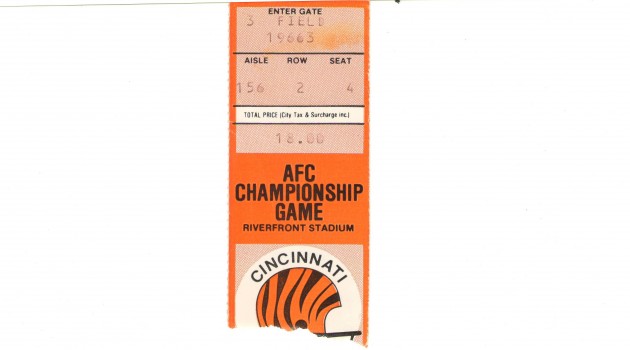 ENTER GATE
3 FIELD
19663
AISLE ROW SEAT
156 2 4
TOTAL PRICE (City Tax & Surcharge inc.)
18.00
AFC
CHAMPIONSHIP
GAME
RIVERFRONT STADIUM
CINCINNATI